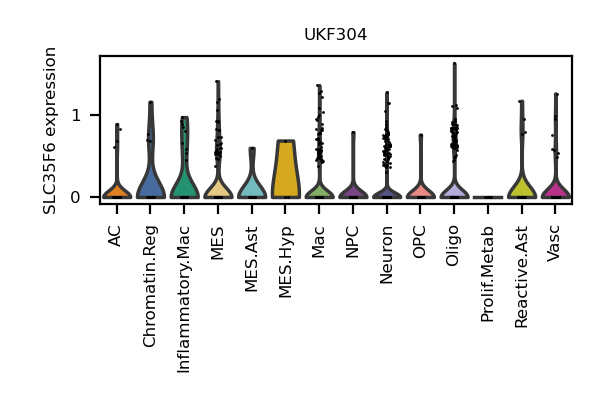 UKF304
SLC35F6 expression
1
0
AC
Chromatin.Reg
Inflammatory.Mac
MES
MES.Ast
MES.Hyp
Mac
NPC
Neuron
OPC
Oligo
Prolif.Metab
Reactive.Ast
Vasc